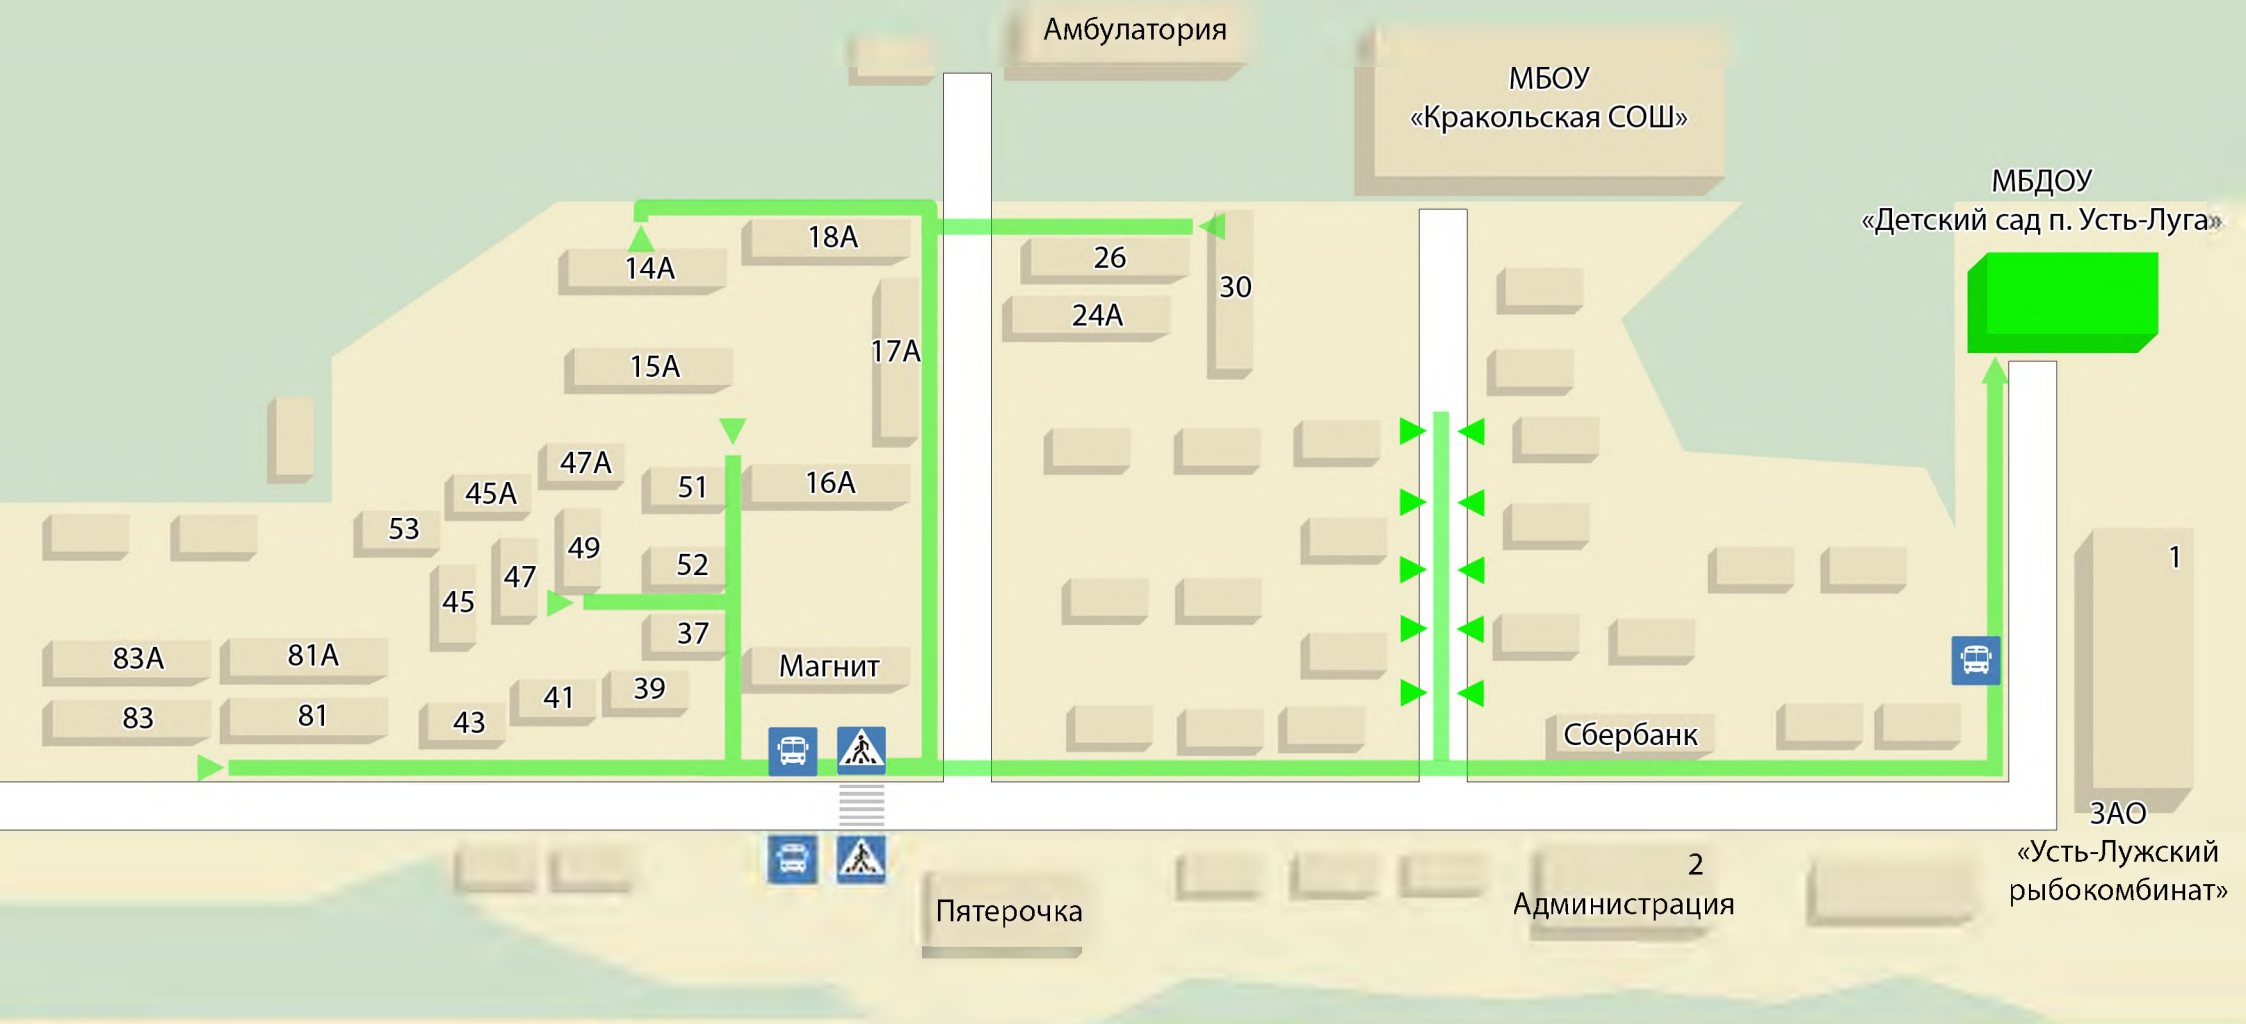 Амбулатория
МБОУ
«Кракольская СОШ»
МБДОУ
«Детский сад п. Усть-Луга»
18А
14А
26
30
24А
17А
15А
47А
45А
51
16А
53
49
52
47
45
37
1
83А
81А
Магнит
39
41
83
81
43
Сбербанк
ЗАО
«Усть-Лужский
рыбокомбинат»
2
Администрация
Пятерочка